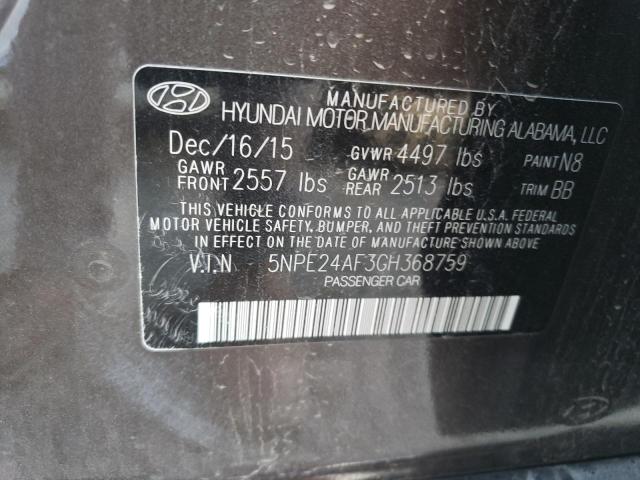 MANUFACTURED BY
HYUNDAI MOTOR MANUFACTURING ALABAMA, LLC
Dec/16/15 GVWR 4497 lbs PAINT N8
GAWR FRONT 2557 lbs GAWR REAR 2513 lbs TRIM BB
THIS VEHICLE CONFORMS TO ALL APPLICABLE U.S.A. FEDERAL
MOTOR VEHICLE SAFETY, BUMPER, AND THEFT PREVENTION STANDARDS
IN EFFECT ON THE DATE OF MANUFACTURE SHOWN ABOVE
V.I.N 5NPE24AF3GH368759
PASSENGER CAR